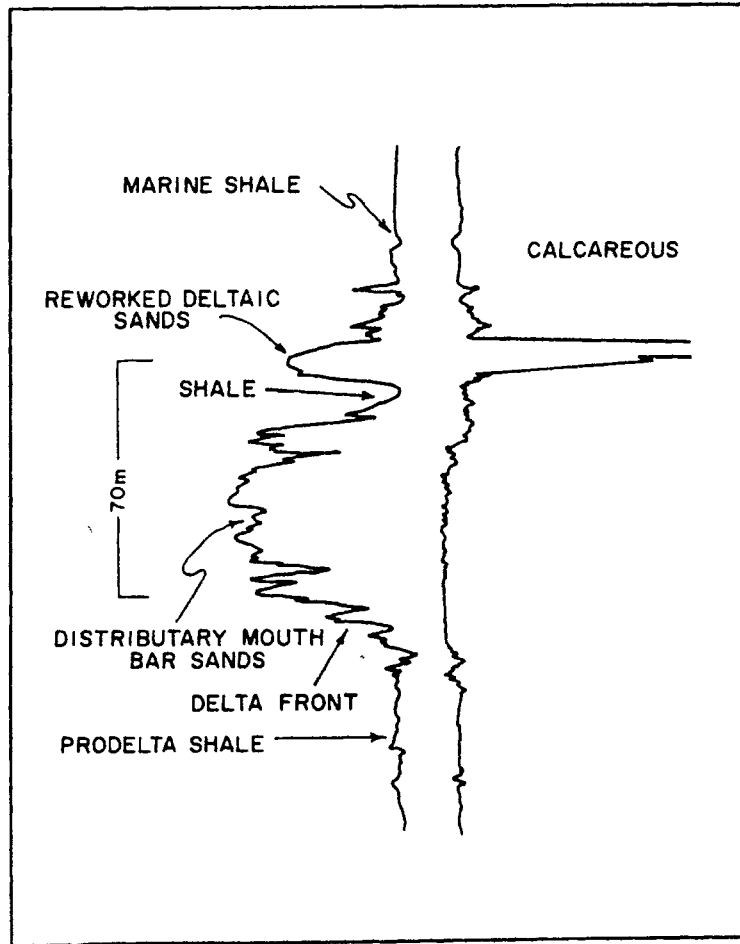 MARINE SHALE
CALCAREOUS
REWORKED DELTAIC
SANDS
SHALE
70m
DISTRIBUTARY MOUTH
BAR SANDS
DELTA FRONT
PRODELTA SHALE